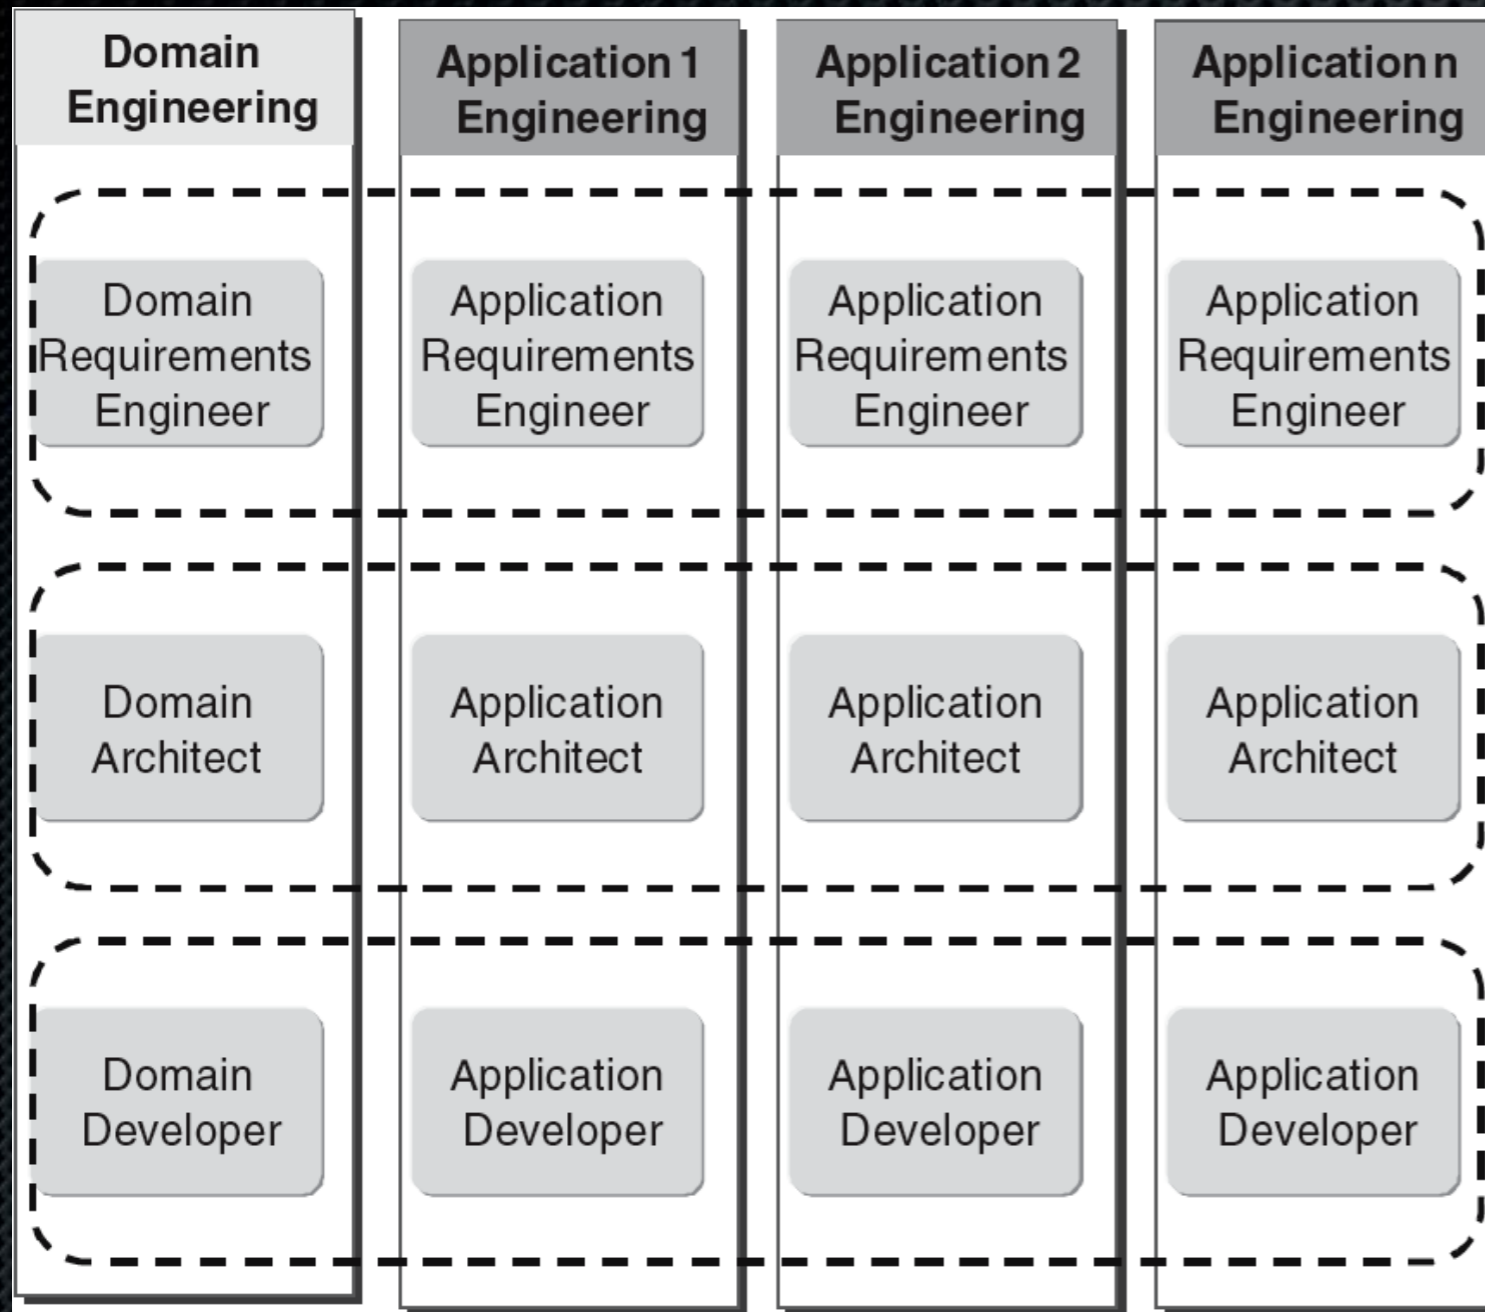 Domain
Engineering
Application 1
Engineering
Application 2
Engineering
Application n
Engineering
Domain
Requirements
Engineer
Application
Requirements
Engineer
Application
Requirements
Engineer
Application
Requirements
Engineer
Domain
Architect
Application
Architect
Application
Architect
Application
Architect
Domain
Developer
Application
Developer
Application
Developer
Application
Developer